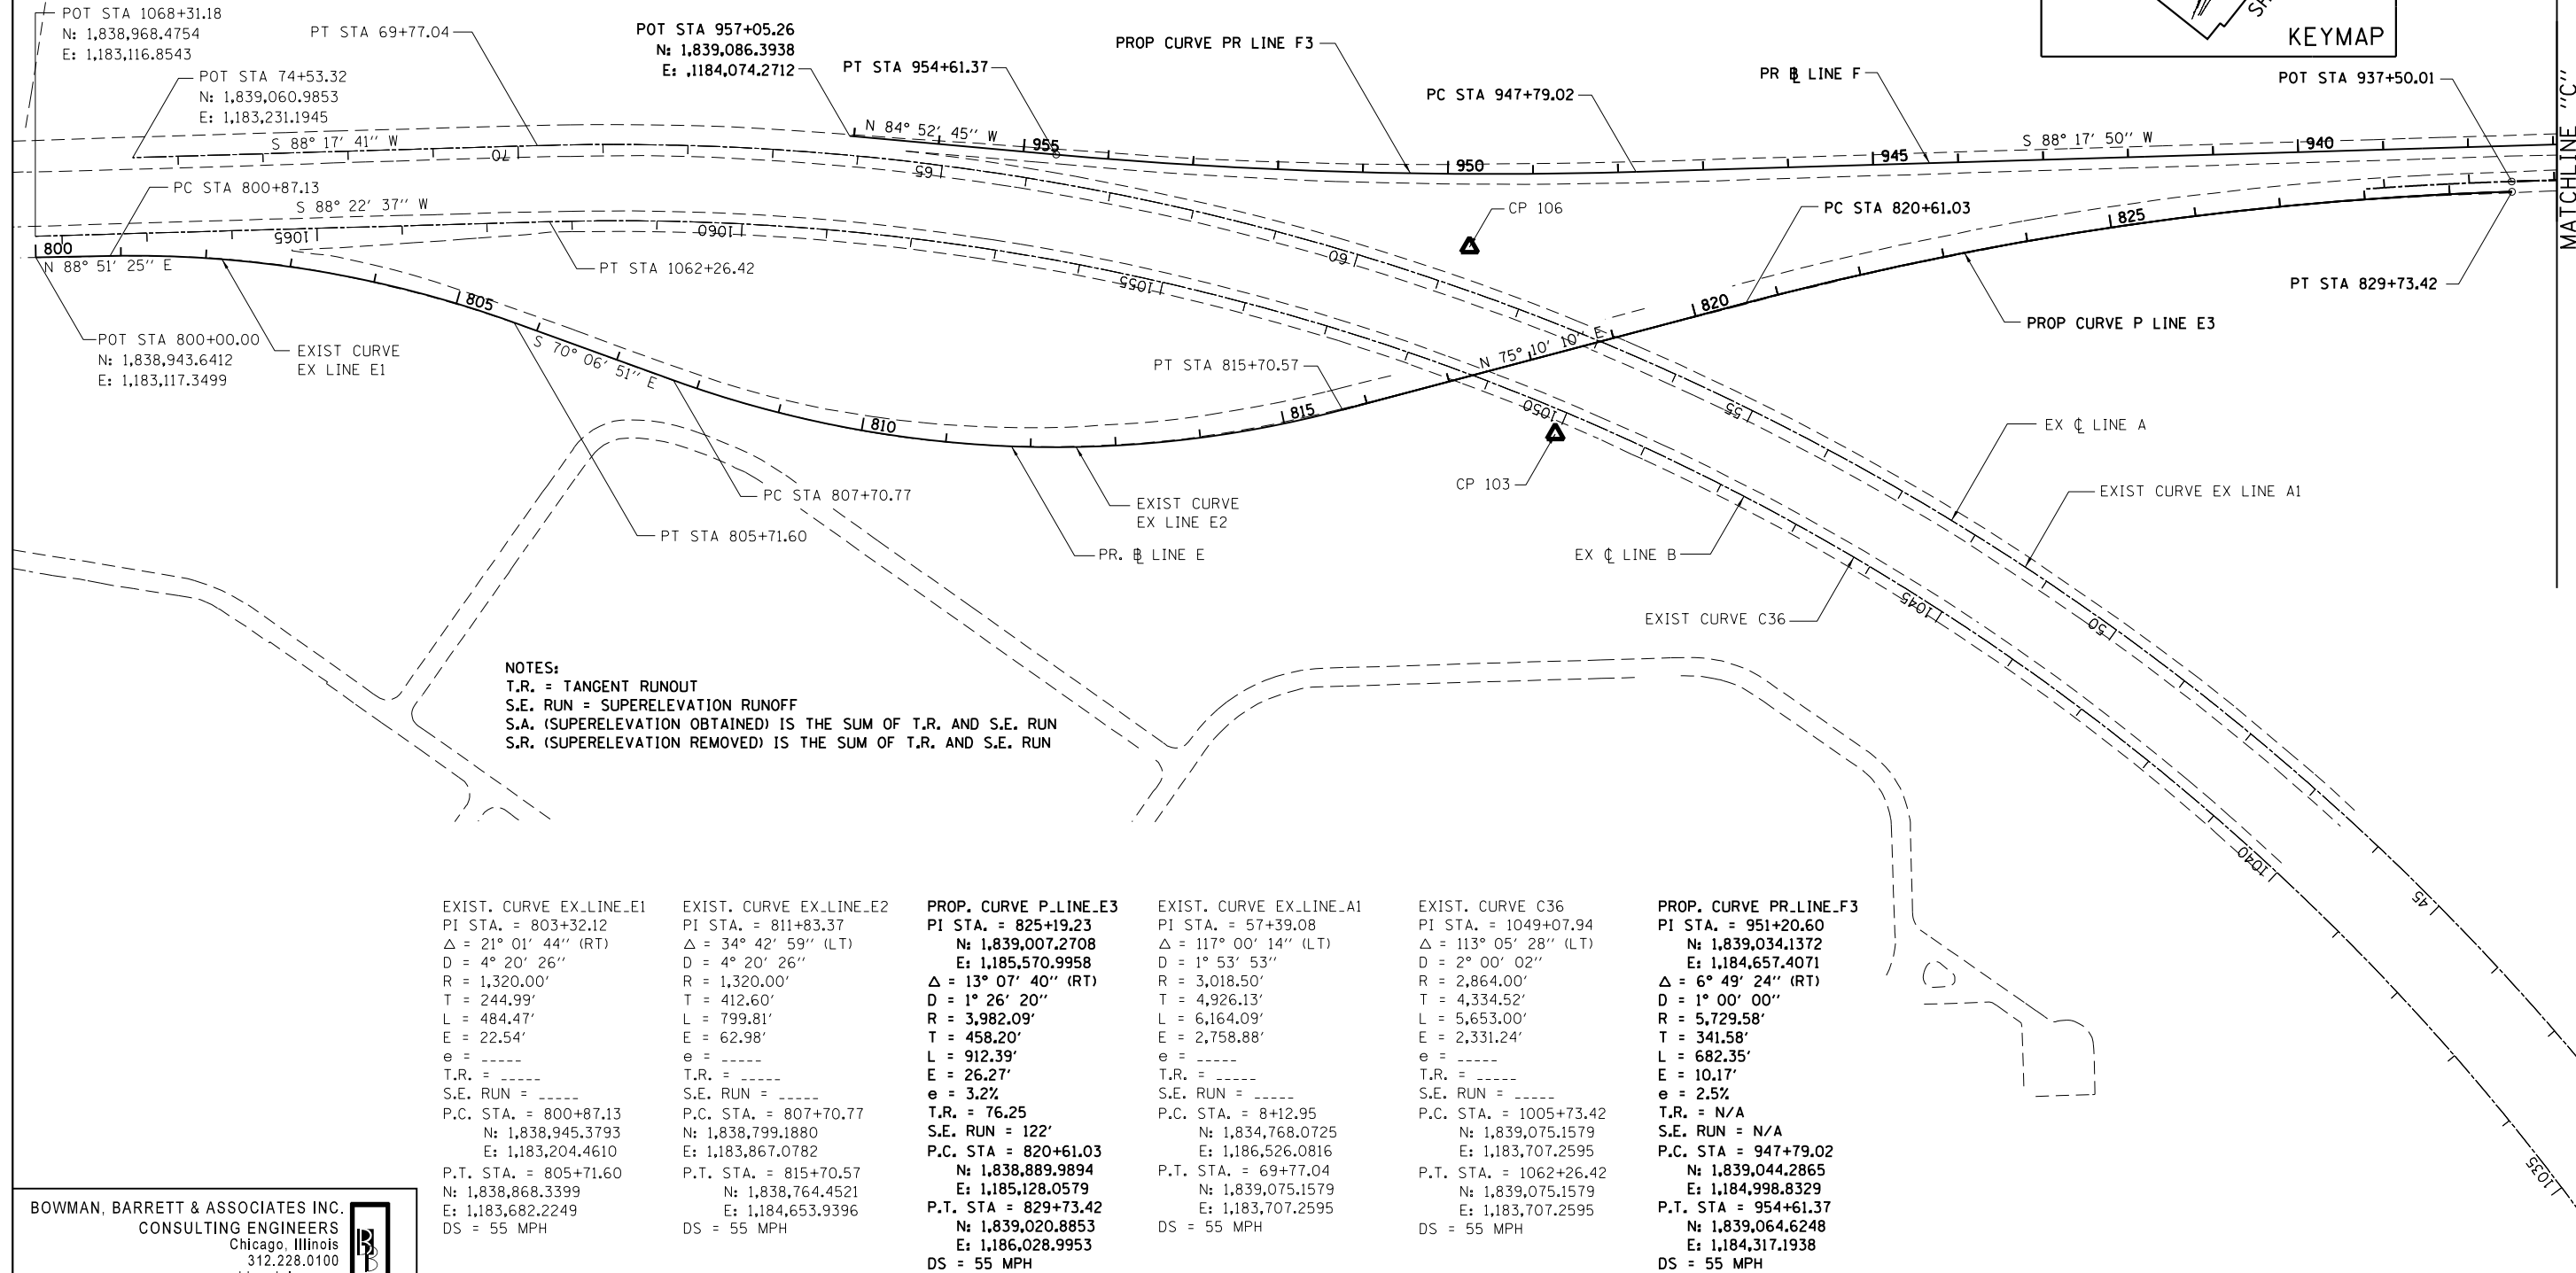 POT STA 1068+31.18
N: 1,838,968.4754
E: 1,183,116.8543
PT STA 69+77.04
POT STA 957+05.26
N: 1,839,086.3938
E: ,1184,074.2712
PT STA 954+61.37
PROP CURVE PR LINE F3
PC STA 947+79.02
PR BL LINE F
KEYMAP
POT STA 937+50.01
MATCHLINE "C"
POT STA 74+53.32
N: 1,839,060.9853
E: 1,183,231.1945
S 88° 17' 41" W
70
N 84° 52' 45" W
955
65
950
945
S 88° 17' 50" W
940
PC STA 800+87.13
S 88° 22' 37" W
1065
1060
800
N 88° 51' 25" E
PT STA 1062+26.42
1055
60
CP 106
PC STA 820+61.03
825
PT STA 829+73.42
805
820
PROP CURVE P LINE E3
POT STA 800+00.00
N: 1,838,943.6412
E: 1,183,117.3499
EXIST CURVE
EX LINE E1
S 70° 06' 51" E
PT STA 815+70.57
N 75° 10' 10" E
810
815
1050
55
EX CL LINE A
CP 103
EXIST CURVE EX LINE A1
PC STA 807+70.77
EXIST CURVE
EX LINE E2
PT STA 805+71.60
PR. BL LINE E
EX CL LINE B
EXIST CURVE C36
1045
50
1040
45
1035
NOTES:
T.R. = TANGENT RUNOUT
S.E. RUN = SUPERELEVATION RUNOFF
S.A. (SUPERELEVATION OBTAINED) IS THE SUM OF T.R. AND S.E. RUN
S.R. (SUPERELEVATION REMOVED) IS THE SUM OF T.R. AND S.E. RUN
EXIST. CURVE EX_LINE_E1
PI STA. = 803+32.12
Δ = 21° 01' 44" (RT)
D = 4° 20' 26"
R = 1,320.00'
T = 244.99'
L = 484.47'
E = 22.54'
e = _____
T.R. = _____
S.E. RUN = _____
P.C. STA. = 800+87.13
N: 1,838,945.3793
E: 1,183,204.4610
P.T. STA. = 805+71.60
N: 1,838,868.3399
E: 1,183,682.2249
DS = 55 MPH
EXIST. CURVE EX_LINE_E2
PI STA. = 811+83.37
Δ = 34° 42' 59" (LT)
D = 4° 20' 26"
R = 1,320.00'
T = 412.60'
L = 799.81'
E = 62.98'
e = _____
T.R. = _____
S.E. RUN = _____
P.C. STA. = 807+70.77
N: 1,838,799.1880
E: 1,183,867.0782
P.T. STA. = 815+70.57
N: 1,838,764.4521
E: 1,184,653.9396
DS = 55 MPH
PROP. CURVE P_LINE_E3
PI STA. = 825+19.23
N: 1,839,007.2708
E: 1,185,570.9958
Δ = 13° 07' 40" (RT)
D = 1° 26' 20"
R = 3,982.09'
T = 458.20'
L = 912.39'
E = 26.27'
e = 3.2%
T.R. = 76.25
S.E. RUN = 122'
P.C. STA = 820+61.03
N: 1,838,889.9894
E: 1,185,128.0579
P.T. STA = 829+73.42
N: 1,839,020.8853
E: 1,186,028.9953
DS = 55 MPH
EXIST. CURVE EX_LINE_A1
PI STA. = 57+39.08
Δ = 117° 00' 14" (LT)
D = 1° 53' 53"
R = 3,018.50'
T = 4,926.13'
L = 6,164.09'
E = 2,758.88'
e = _____
T.R. = _____
S.E. RUN = _____
P.C. STA. = 8+12.95
N: 1,834,768.0725
E: 1,186,526.0816
P.T. STA. = 69+77.04
N: 1,839,075.1579
E: 1,183,707.2595
DS = 55 MPH
EXIST. CURVE C36
PI STA. = 1049+07.94
Δ = 113° 05' 28" (LT)
D = 2° 00' 02"
R = 2,864.00'
T = 4,334.52'
L = 5,653.00'
E = 2,331.24'
e = _____
T.R. = _____
S.E. RUN = _____
P.C. STA. = 1005+73.42
N: 1,839,075.1579
E: 1,183,707.2595
P.T. STA. = 1062+26.42
N: 1,839,075.1579
E: 1,183,707.2595
DS = 55 MPH
PROP. CURVE PR_LINE_F3
PI STA. = 951+20.60
N: 1,839,034.1372
E: 1,184,657.4071
Δ = 6° 49' 24" (RT)
D = 1° 00' 00"
R = 5,729.58'
T = 341.58'
L = 682.35'
E = 10.17'
e = 2.5%
T.R. = N/A
S.E. RUN = N/A
P.C. STA = 947+79.02
N: 1,839,044.2865
E: 1,184,998.8329
P.T. STA = 954+61.37
N: 1,839,064.6248
E: 1,184,317.1938
DS = 55 MPH
BOWMAN, BARRETT & ASSOCIATES INC.
CONSULTING ENGINEERS
Chicago, Illinois
312.228.0100